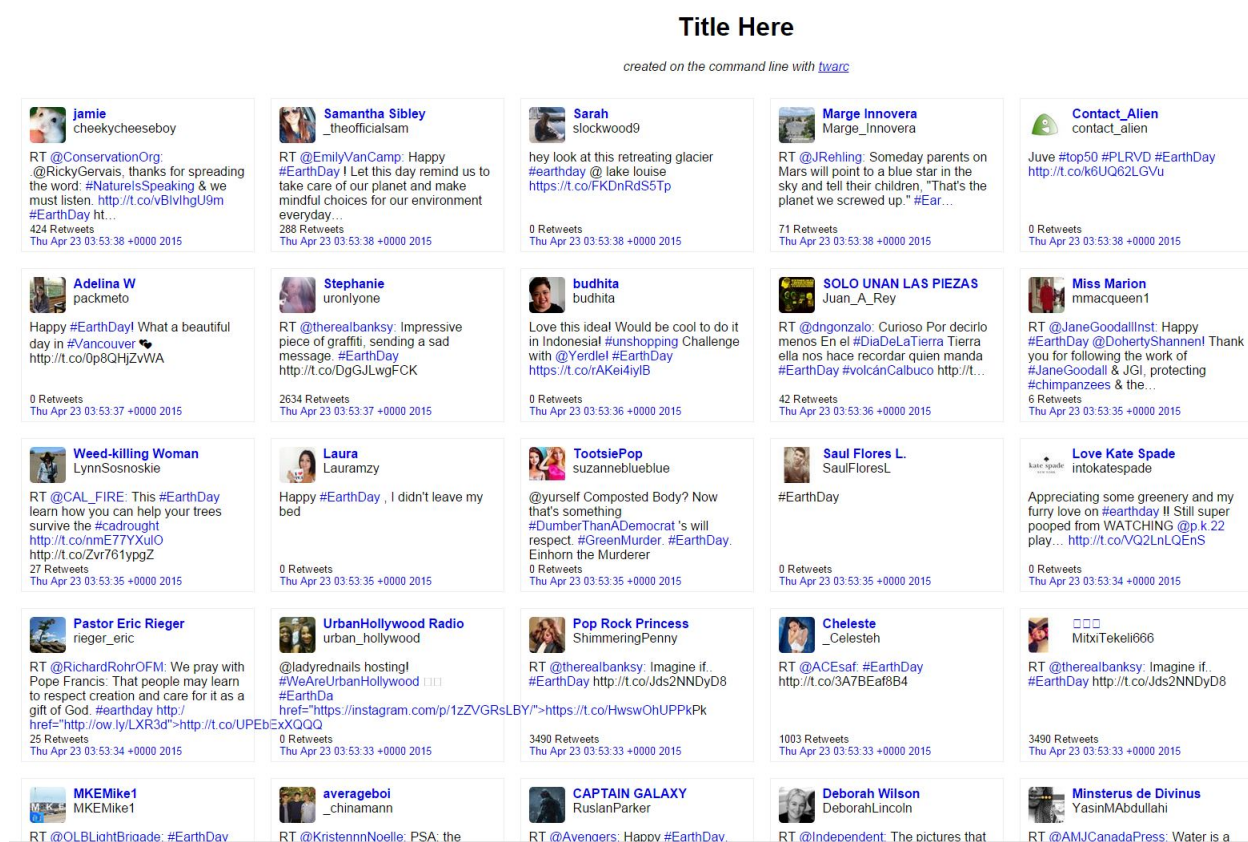 Title Here
created on the command line with twarc
jamie
cheekycheeseboy
RT @ConservationOrg:
.@RickyGervais, thanks for spreading
the word: #NatureIsSpeaking & we
must listen. http://t.co/vBlvlhgU9m
#EarthDay ht…
424 Retweets
Thu Apr 23 03:53:38 +0000 2015
Samantha Sibley
_theofficialsam
RT @EmilyVanCamp: Happy
#EarthDay ! Let this day remind us to
take care of our planet and make
mindful choices for our environment
everyday…
288 Retweets
Thu Apr 23 03:53:38 +0000 2015
Sarah
slockwood9
hey look at this retreating glacier
#earthday @ lake louise
https://t.co/FKDnRdS5Tp
0 Retweets
Thu Apr 23 03:53:38 +0000 2015
Marge Innovera
Marge_Innovera
RT @JRehling: Someday parents on
Mars will point to a blue star in the
sky and tell their children, "That's the
planet we screwed up." #Ear…
71 Retweets
Thu Apr 23 03:53:38 +0000 2015
Contact_Alien
contact_alien
Juve #top50 #PLRVD #EarthDay
http://t.co/k6UQ62LGVu
0 Retweets
Thu Apr 23 03:53:38 +0000 2015
Adelina W
packmeto
Happy #EarthDay! What a beautiful
day in #Vancouver
http://t.co/0p8QHjZvWA
0 Retweets
Thu Apr 23 03:53:37 +0000 2015
Stephanie
uronlyone
RT @therealbanksy: Impressive
piece of graffiti, sending a sad
message. #EarthDay
http://t.co/DgGJLwgFCK
2634 Retweets
Thu Apr 23 03:53:37 +0000 2015
budhita
budhita
Love this idea! Would be cool to do it
in Indonesia! #unshopping Challenge
with @Yerdle! #EarthDay
https://t.co/rAKei4iylB
0 Retweets
Thu Apr 23 03:53:36 +0000 2015
SOLO UNAN LAS PIEZAS
Juan_A_Rey
RT @dngonzalo: Curioso Por decirlo
menos En el #DiaDeLaTierra Tierra
ella nos hace recordar quien manda
#EarthDay #volcánCalbuco http://t…
42 Retweets
Thu Apr 23 03:53:36 +0000 2015
Miss Marion
mmacqueen1
RT @JaneGoodallInst: Happy
#EarthDay @DohertyShannen! Thank
you for following the work of
#JaneGoodall & JGI, protecting
#chimpanzees & the…
6 Retweets
Thu Apr 23 03:53:35 +0000 2015
Weed-killing Woman
LynnSosnoskie
RT @CAL_FIRE: This #EarthDay
learn how you can help your trees
survive the #cadrought
http://t.co/nmE77YXulO
http://t.co/Zvr761ypgZ
27 Retweets
Thu Apr 23 03:53:35 +0000 2015
Laura
Lauramzy
Happy #EarthDay , I didn't leave my
bed
0 Retweets
Thu Apr 23 03:53:35 +0000 2015
TootsiePop
suzanneblueblue
@yurself Composted Body? Now
that's something
#DumberThanADemocrat 's will
respect. #GreenMurder. #EarthDay.
Einhorn the Murderer
0 Retweets
Thu Apr 23 03:53:35 +0000 2015
Saul Flores L.
SaulFloresL
#EarthDay
0 Retweets
Thu Apr 23 03:53:35 +0000 2015
kate spade
Love Kate Spade
intokatespade
Appreciating some greenery and my
furry love on #earthday !! Still super
pooped from WATCHING @p.k.22
play… http://t.co/VQ2LnLQEnS
0 Retweets
Thu Apr 23 03:53:34 +0000 2015
Pastor Eric Rieger
rieger_eric
RT @RichardRohrOFM: We pray with
Pope Francis: That people may learn
to respect creation and care for it as a
gift of God. #earthday http:/
href="http://ow.ly/LXR3d">http://t.co/UPEbExXQQQ
25 Retweets
Thu Apr 23 03:53:34 +0000 2015
UrbanHollywood Radio
urban_hollywood
@ladyrednails hosting!
#WeAreUrbanHollywood
#EarthDa
href="https://instagram.com/p/1zZVGRsLBY/">https://t.co/HwswOhUPPkPk
0 Retweets
Thu Apr 23 03:53:33 +0000 2015
Pop Rock Princess
ShimmeringPenny
RT @therealbanksy: Imagine if..
#EarthDay http://t.co/Jds2NNDyD8
3490 Retweets
Thu Apr 23 03:53:33 +0000 2015
Cheleste
_Celesteh
RT @ACEsaf: #EarthDay
http://t.co/3A7BEaf8B4
1003 Retweets
Thu Apr 23 03:53:33 +0000 2015
MitxiTekeli666
RT @therealbanksy: Imagine if..
#EarthDay http://t.co/Jds2NNDyD8
3490 Retweets
Thu Apr 23 03:53:33 +0000 2015
MKEMike1
MKEMike1
RT @OLBLightBrigade: #EarthDay
averageboi
_chinamann
RT @KristennnNoelle: PSA: the
CAPTAIN GALAXY
RuslanParker
RT @Avengers: Happy #EarthDay.
Deborah Wilson
DeborahLincoln
RT @Independent: The pictures that
Minsterus de Divinus
YasinMAbdullahi
RT @AMJCanadaPress: Water is a